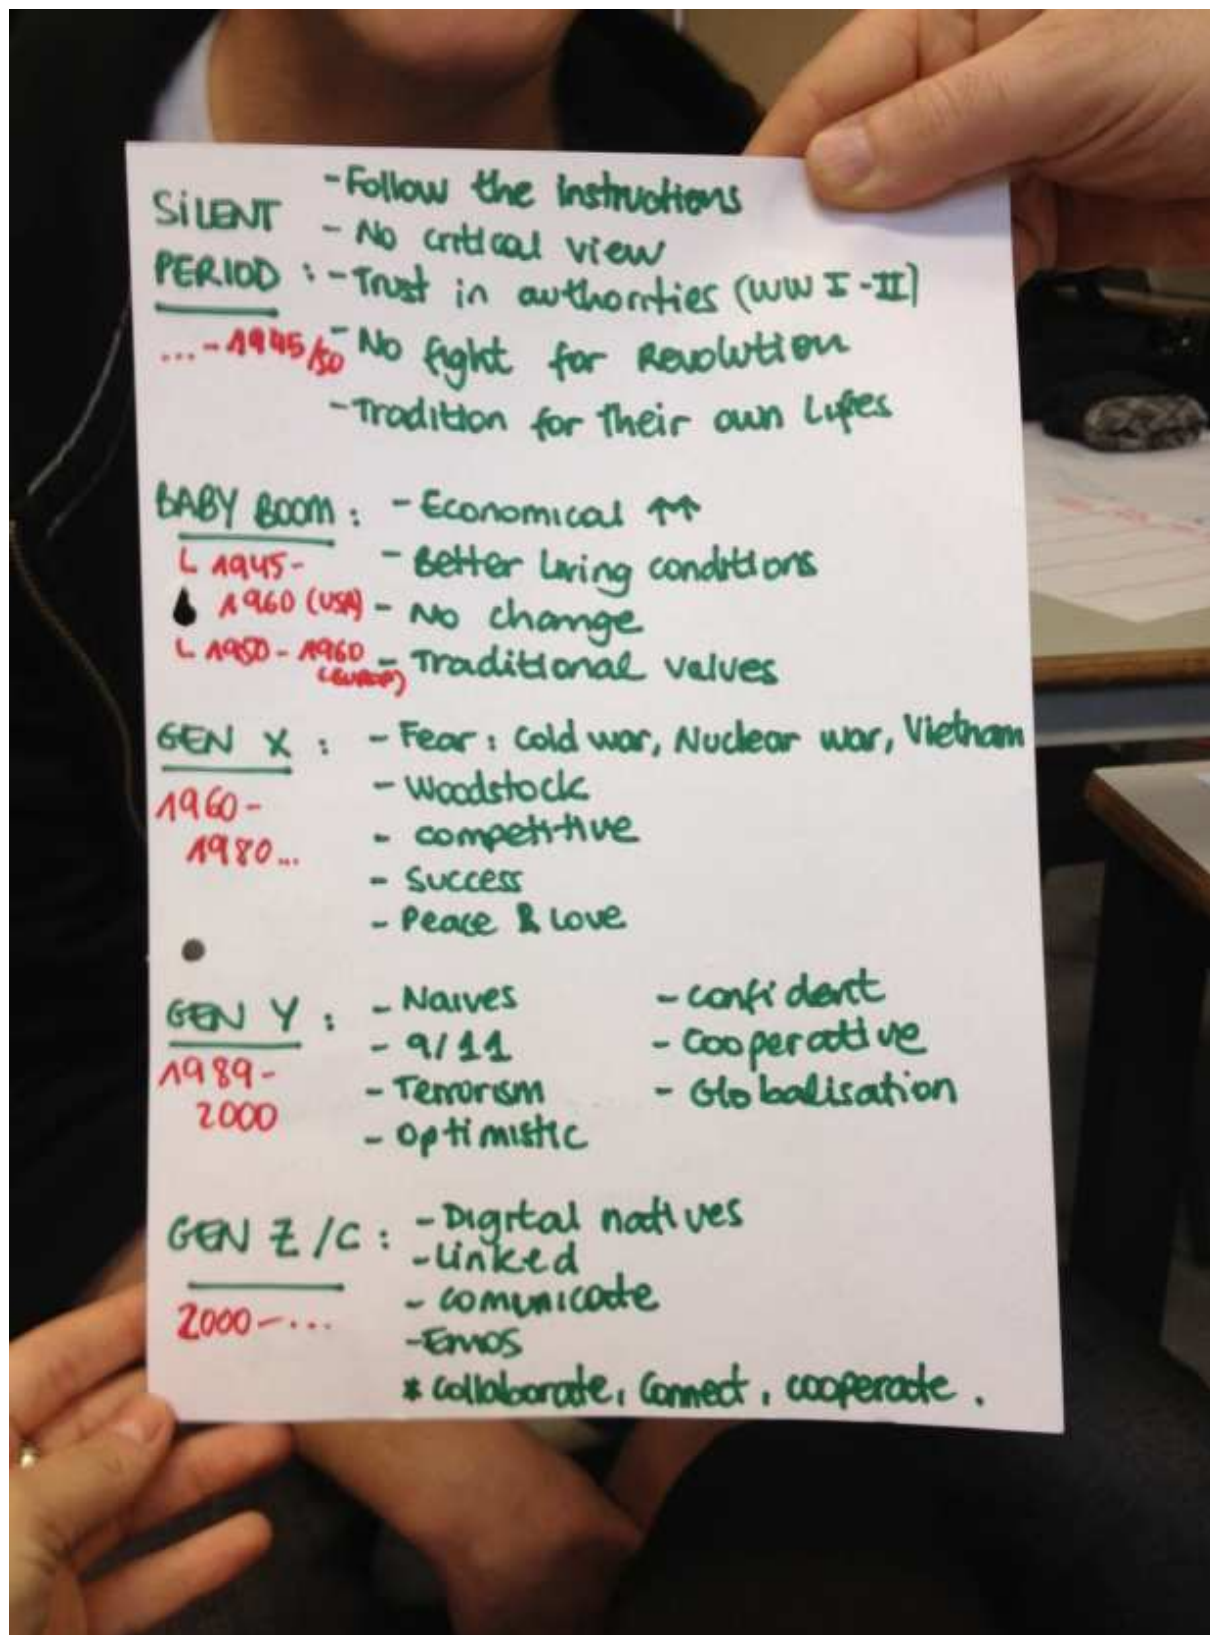 SILENT - Follow the instructions
- No critical view
PERIOD : - Trust in authorities (WW I-II)
...-1945/50 - No fight for Revolution
- Tradition for their own Lifes
BABY BOOM : - Economical ↑↑
L 1945- - Better Living conditions
1960 (USA) - No change
L 1950 - 1960 - Traditional values
(EUROP)
GEN X : - Fear : Cold war, Nuclear war, Vietnam
1960- - Woodstock
1980... - competitive
- Success
- Peace & Love
GEN Y : - Naives - confident
1989- - 9/11 - Cooperative
2000 - Terrorism - Globalisation
- Optimistic
GEN Z /C : - Digital natives
- Linked
2000-... - comunicate
- Emos
* collaborate, Connect, cooperate.